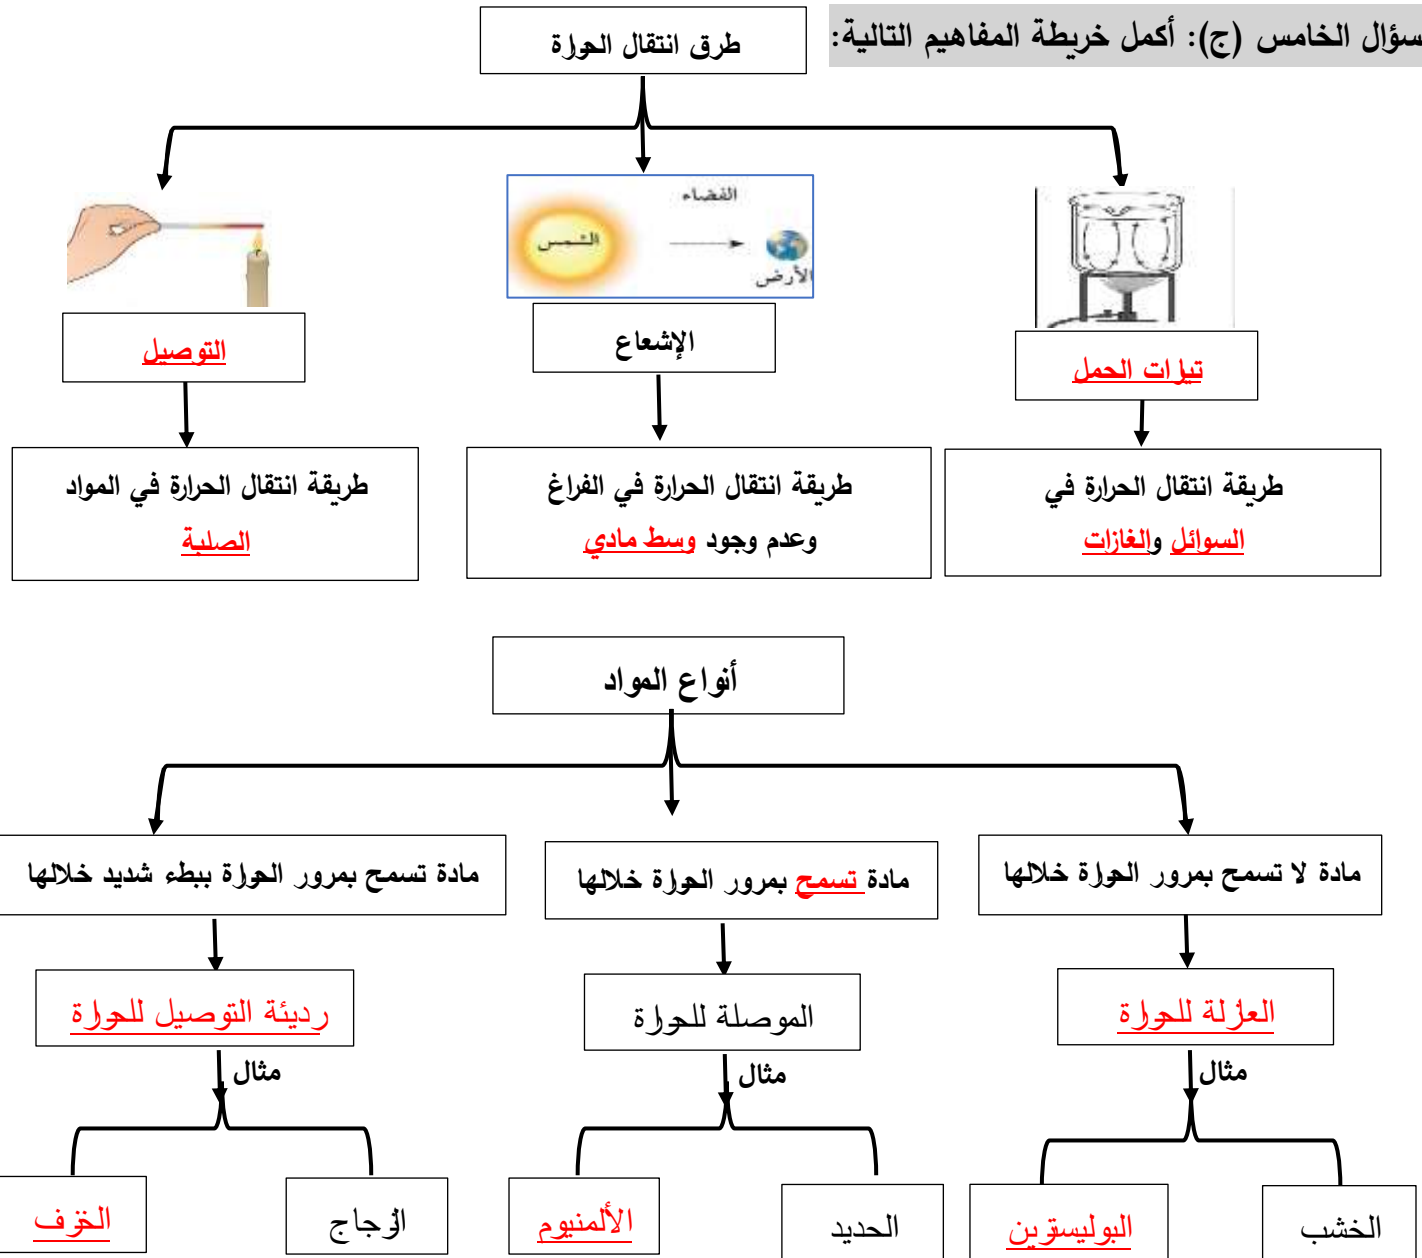 سؤال الخامس (ج): أكمل خريطة المفاهيم التالية:
طرق انتقال الحرارة
الفضاء
الشمس
الأرض
تيارات الحمل
الإشعاع
التوصيل
طريقة انتقال الحرارة في
السوائل والغازات
طريقة انتقال الحرارة في الفراغ
وعدم وجود وسط مادي
طريقة انتقال الحرارة في المواد
الصلبة
أنواع المواد
مادة لا تسمح بمرور الحرارة خلالها
مادة تسمح بمرور الحرارة خلالها
مادة تسمح بمرور الحرارة ببطء شديد خلالها
العازلة للحرارة
الموصلة للحرارة
رديئة التوصيل للحرارة
مثال
مثال
مثال
الخشب
البوليسترين
الحديد
الألمنيوم
الزجاج
الخزف